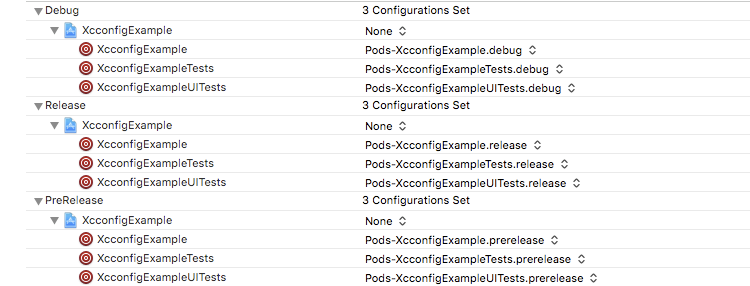 Debug 3 Configurations Set
XcconfigExample None
XcconfigExample Pods-XcconfigExample.debug
XcconfigExampleTests Pods-XcconfigExampleTests.debug
XcconfigExampleUITests Pods-XcconfigExampleUITests.debug
Release 3 Configurations Set
XcconfigExample None
XcconfigExample Pods-XcconfigExample.release
XcconfigExampleTests Pods-XcconfigExampleTests.release
XcconfigExampleUITests Pods-XcconfigExampleUITests.release
PreRelease 3 Configurations Set
XcconfigExample None
XcconfigExample Pods-XcconfigExample.prerelease
XcconfigExampleTests Pods-XcconfigExampleTests.prerelease
XcconfigExampleUITests Pods-XcconfigExampleUITests.prerelease